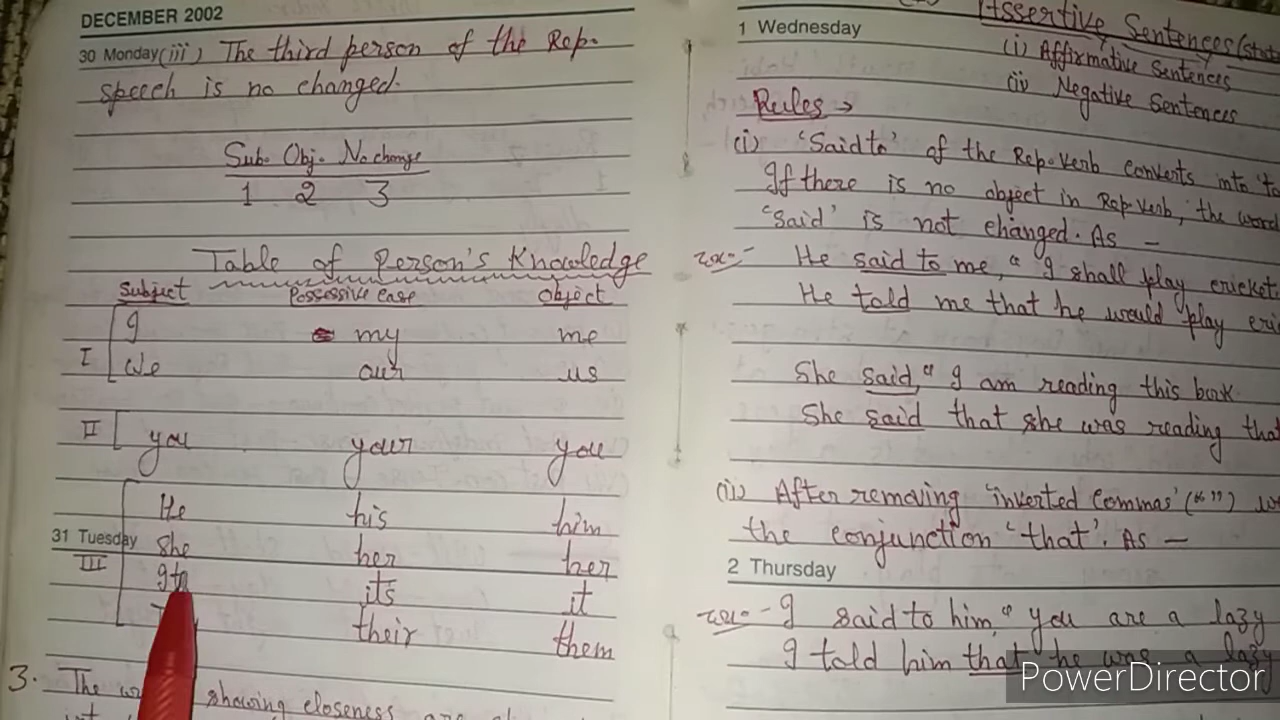 DECEMBER 2002
30 Monday (iii) The third person of the Rep.
speech is no changed.
Sub. Obj. No change
1 2 3
Table of Person's Knowledge
Subject Possessive case Object
I my me
I We our us
II you your you
He his him
31 Tuesday
She her her
III It its it
their them
3. The showing closeness are
1 Wednesday
Assertive Sentences
(i) Affirmative Sentences
(ii) Negative Sentences
Rules →
(i) 'Said to' of the Rep. verb converts into
If there is no object in Rep. verb, the word
'said' is not changed. As —
He said to me, "I shall play cricket.
He told me that he would play
She said, "I am reading this book.
She said that she was reading that
(ii) After removing 'inverted commas' (“ ”)
the conjunction 'that'. As —
2 Thursday
I said to him, "you are a lazy
I told him that he was a lazy
PowerDirector